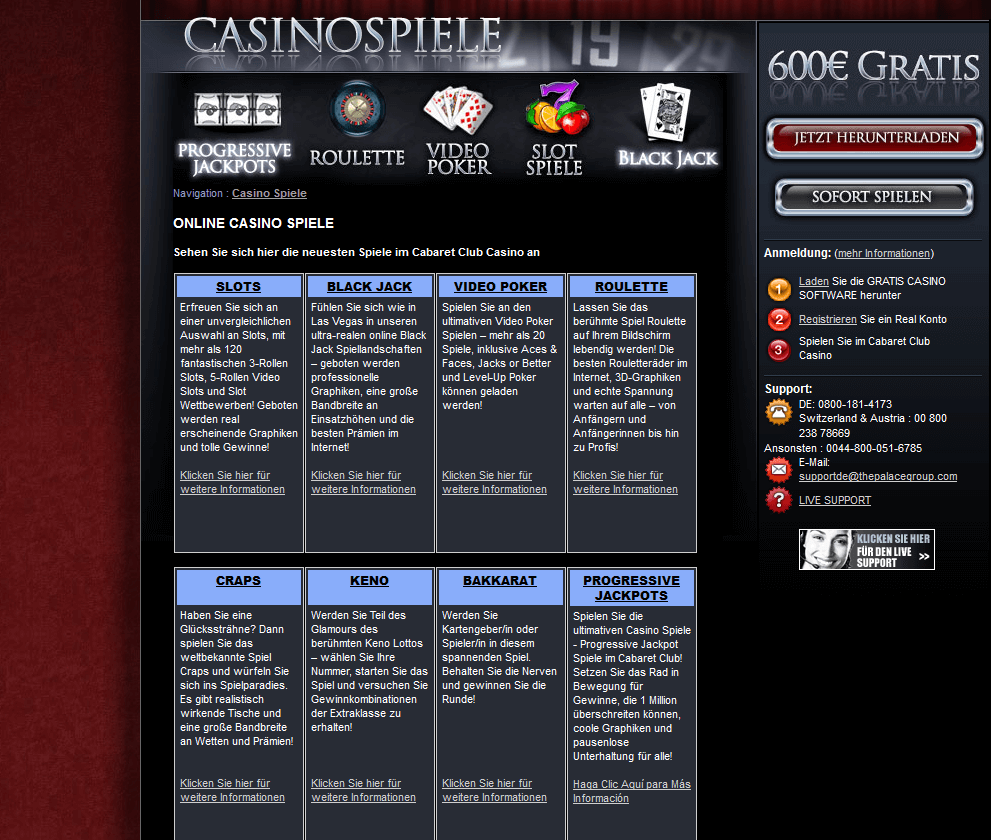 CASINOSPIELE
19
29
PROGRESSIVE
JACKPOTS
ROULETTE
VIDEO
POKER
SLOT
SPIELE
BLACK JACK
Navigation : Casino Spiele
ONLINE CASINO SPIELE
Sehen Sie sich hier die neuesten Spiele im Cabaret Club Casino an
SLOTS
Erfreuen Sie sich an
einer unvergleichlichen
Auswahl an Slots, mit
mehr als 120
fantastischen 3-Rollen
Slots, 5-Rollen Video
Slots und Slot
Wettbewerben! Geboten
werden real
erscheinende Graphiken
und tolle Gewinne!
Klicken Sie hier für
weitere Informationen
BLACK JACK
Fühlen Sie sich wie in
Las Vegas in unseren
ultra-realen online Black
Jack Spiellandschaften
– geboten werden
professionelle
Graphiken, eine große
Bandbreite an
Einsatzhöhen und die
besten Prämien im
Internet!
Klicken Sie hier für
weitere Informationen
VIDEO POKER
Spielen Sie an den
ultimativen Video Poker
Spielen – mehr als 20
Spiele, inklusive Aces &
Faces, Jacks or Better
und Level-Up Poker
können geladen
werden!
Klicken Sie hier für
weitere Informationen
ROULETTE
Lassen Sie das
berühmte Spiel Roulette
auf Ihrem Bildschirm
lebendig werden! Die
besten Rouletteräder im
Internet, 3D-Graphiken
und echte Spannung
warten auf alle – von
Anfängern und
Anfängerinnen bis hin
zu Profis!
Klicken Sie hier für
weitere Informationen
CRAPS
Haben Sie eine
Glückssträhne? Dann
spielen Sie das
weltbekannte Spiel
Craps und würfeln Sie
sich ins Spielparadies.
Es gibt realistisch
wirkende Tische und
eine große Bandbreite
an Wetten und Prämien!
Klicken Sie hier für
weitere Informationen
KENO
Werden Sie Teil des
Glamours des
berühmten Keno Lottos
– wählen Sie Ihre
Nummer, starten Sie das
Spiel und versuchen Sie
Gewinnkombinationen
der Extraklasse zu
erhalten!
Klicken Sie hier für
weitere Informationen
BAKKARAT
Werden Sie
Kartengeber/in oder
Spieler/in in diesem
spannenden Spiel.
Behalten Sie die Nerven
und gewinnen Sie die
Runde!
Klicken Sie hier für
weitere Informationen
PROGRESSIVE
JACKPOTS
Spielen Sie die
ultimativen Casino Spiele
- Progressive Jackpot
Spiele im Cabaret Club!
Setzen Sie das Rad in
Bewegung für
Gewinne, die 1 Million
überschreiten können,
coole Graphiken und
pausenlose
Unterhaltung für alle!
Haga Clic Aquí para Más
Información
600€ GRATIS
JETZT HERUNTERLADEN
SOFORT SPIELEN
Anmeldung: (mehr Informationen)
1 Laden Sie die GRATIS CASINO
SOFTWARE herunter
2 Registrieren Sie ein Real Konto
3 Spielen Sie im Cabaret Club
Casino
Support:
DE: 0800-181-4173
Switzerland & Austria : 00 800
238 78669
Ansonsten : 0044-800-051-6785
E-Mail:
supportde@thepalacegroup.com
? LIVE SUPPORT
KLICKEN SIE HIER
FÜR DEN LIVE
SUPPORT >>